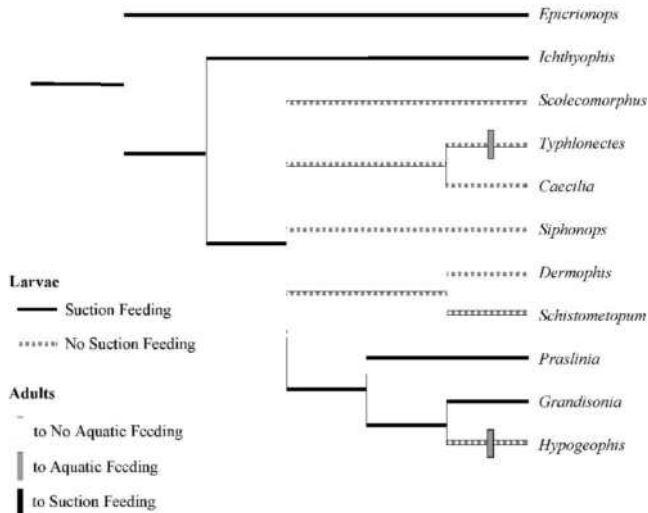 Epicrionops
Ichthyophis
Scolecomorphus
Typhlonectes
Caecilia
Siphonops
Dermophis
Schistometopum
Praslinia
Grandisonia
Hypogeophis
Larvae
Suction Feeding
No Suction Feeding
Adults
to No Aquatic Feeding
to Aquatic Feeding
to Suction Feeding